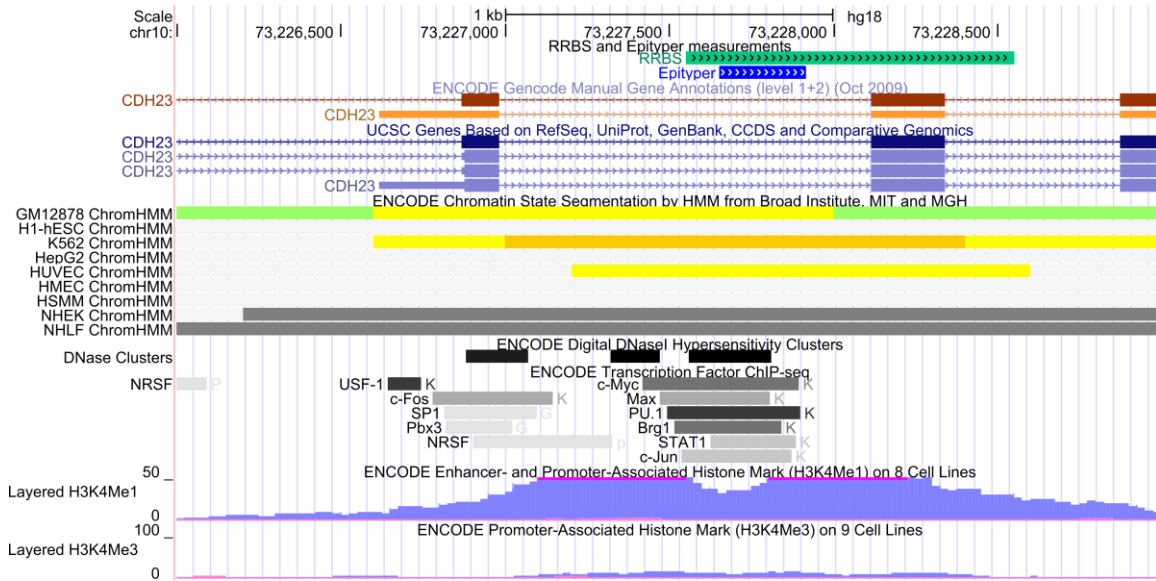 Scale 1 kb hg18
chr10: 73,226,500 73,227,000 73,227,500 73,228,000 73,228,500
RRBS and Epityper measurements
RRBS
Epityper
ENCODE Gencode Manual Gene Annotations (level 1+2) (Oct 2009)
CDH23
CDH23
UCSC Genes Based on RefSeq, UniProt, GenBank, CCDS and Comparative Genomics
CDH23
CDH23
CDH23
CDH23
ENCODE Chromatin State Segmentation by HMM from Broad Institute, MIT and MGH
GM12878 ChromHMM
H1-hESC ChromHMM
K562 ChromHMM
HepG2 ChromHMM
HUVEC ChromHMM
HMEC ChromHMM
HSMM ChromHMM
NHEK ChromHMM
NHLF ChromHMM
ENCODE Digital DNaseI Hypersensitivity Clusters
DNase Clusters
ENCODE Transcription Factor ChIP-seq
NRSF P USF-1 K c-Myc K
c-Fos K Max K
SP1 G PU.1 K
Pbx3 G Brg1 K
NRSF p STAT1 K
c-Jun K
ENCODE Enhancer- and Promoter-Associated Histone Mark (H3K4Me1) on 8 Cell Lines
50
Layered H3K4Me1
0
ENCODE Promoter-Associated Histone Mark (H3K4Me3) on 9 Cell Lines
100
Layered H3K4Me3
0